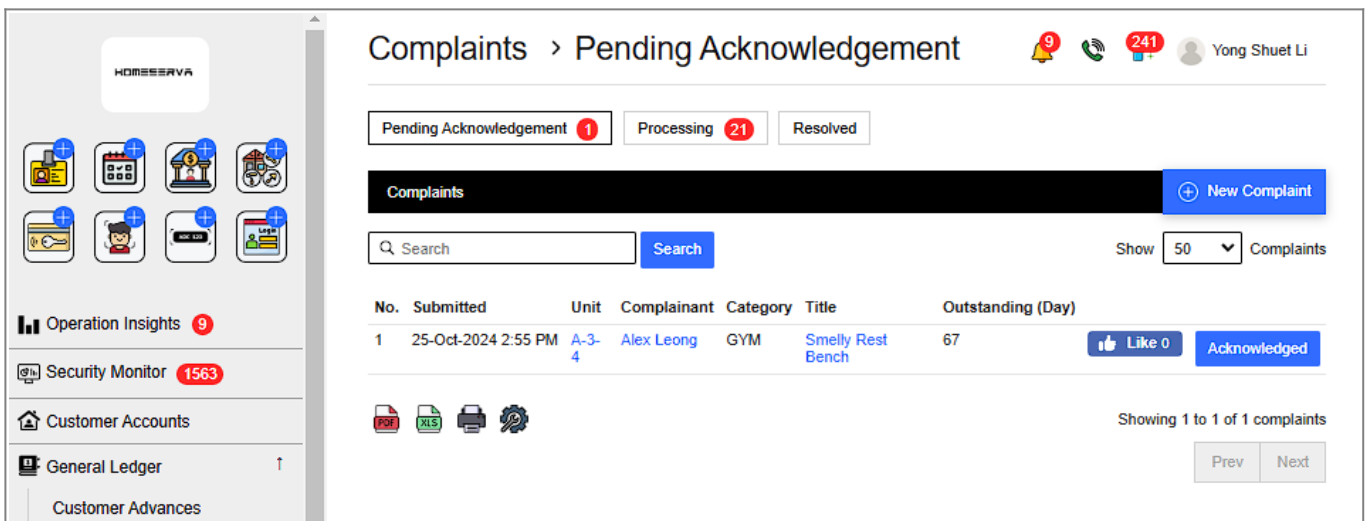 HOMESERVA
Complaints > Pending Acknowledgement
9
241
Yong Shuet Li
Pending Acknowledgement 1
Processing 21
Resolved
Complaints
New Complaint
Search
Search
Show 50 Complaints
No. Submitted Unit Complainant Category Title Outstanding (Day)
1 25-Oct-2024 2:55 PM A-3- Alex Leong GYM Smelly Rest 67 Like 0 Acknowledged
4 Bench
PDF XLS
Showing 1 to 1 of 1 complaints
Prev Next
Login
Operation Insights 9
Security Monitor 1563
Customer Accounts
General Ledger ↑
Customer Advances